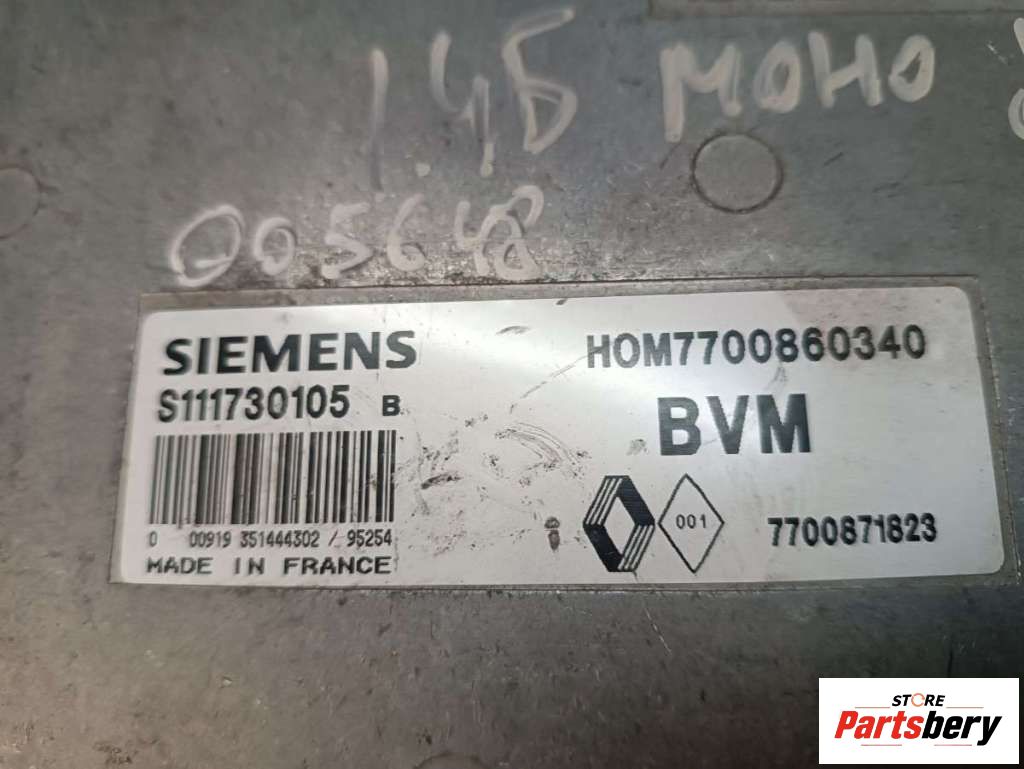 1.4Б МОНО
005648
SIEMENS
HOM7700860340
S111730105 B
BVM
0 00919 351444302 / 95254
001
7700871823
MADE IN FRANCE
STORE
Partsbery